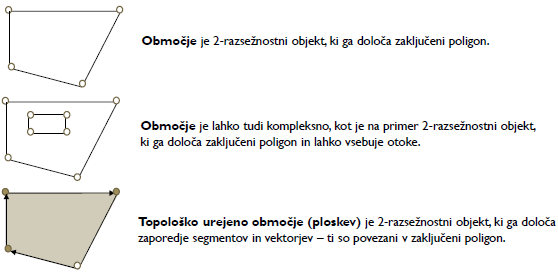 Območje je 2-razsežnostni objekt, ki ga določa zaključeni poligon.
Območje je lahko tudi kompleksno, kot je na primer 2-razsežnostni objekt,
ki ga določa zaključeni poligon in lahko vsebuje otoke.
Topološko urejeno območje (ploskev) je 2-razsežnostni objekt, ki ga določa
zaporedje segmentov in vektorjev – ti so povezani v zaključeni poligon.